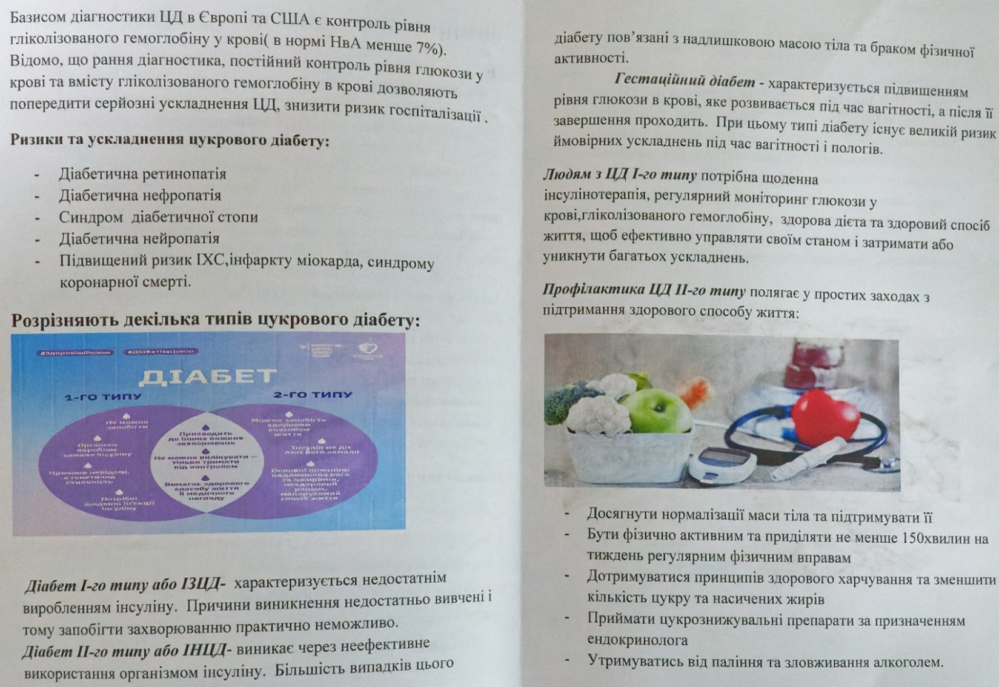 Базисом діагностики ЦД в Європі та США є контроль рівня
гліколізованого гемоглобіну у крові( в нормі НвА менше 7%).
Відомо, що рання діагностика, постійний контроль рівня глюкози у
крові та вмісту гліколізованого гемоглобіну в крові дозволяють
попередити серйозні ускладнення ЦД, знизити ризик госпіталізації .
Ризики та ускладнення цукрового діабету:
- Діабетична ретинопатія
- Діабетична нефропатія
- Синдром діабетичної стопи
- Діабетична нейропатія
- Підвищений ризик ІХС,інфаркту міокарда, синдрому
коронарної смерті.
Розрізняють декілька типів цукрового діабету:
#ЗдоровішіРазом #ДіабетНаЦукор
ДІАБЕТ
1-ГО ТИПУ
2-ГО ТИПУ
Не можна
запобігти
Організм
виробляє
замало інсуліну
Причини невідомі,
є генетична
схильність
Потрібні
щоденні ін'єкції
інсуліну
Призводить
до інших важких
захворювань
Не можна вилікувати —
тільки тримати
під контролем
Вимагає здорового
способу життя
й медичного
нагляду
Можна запобігти
здоровим
способом
життя
Інсулін не діє
або його замало
Основні причини:
надлишкова вага
та ожиріння,
нездоровий
раціон,
малорухомий
спосіб життя
Діабет І-го типу або ІЗЦД- характеризується недостатнім
виробленням інсуліну. Причини виникнення недостатньо вивчені і
тому запобігти захворюванню практично неможливо.
Діабет ІІ-го типу або ІНЦД- виникає через неефективне
використання організмом інсуліну. Більшість випадків цього
діабету пов’язані з надлишковою масою тіла та браком фізичної
активності.
Гестаційний діабет - характеризується підвищенням
рівня глюкози в крові, яке розвивається під час вагітності, а після її
завершення проходить. При цьому типі діабету існує великій ризик
ймовірних ускладнень під час вагітності і пологів.
Людям з ЦД І-го типу потрібна щоденна
інсулінотерапія, регулярний моніторинг глюкози у
крові,гліколізованого гемоглобіну, здорова дієта та здоровий спосіб
життя, щоб ефективно управляти своїм станом і затримати або
уникнути багатьох ускладнень.
Профілактика ЦД ІІ-го типу полягає у простих заходах з
підтримання здорового способу життя:
- Досягнути нормалізації маси тіла та підтримувати її
- Бути фізично активним та приділяти не менше 150хвилин на
тиждень регулярним фізичним вправам
- Дотримуватися принципів здорового харчування та зменшити
кількість цукру та насичених жирів
- Приймати цукрознижувальні препарати за призначенням
ендокринолога
- Утримуватись від паління та зловживання алкоголем.